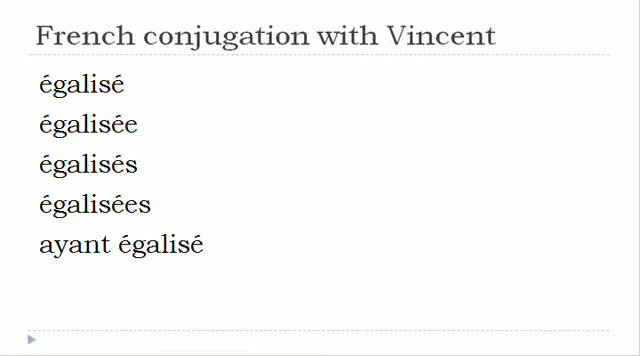 French conjugation with Vincent
égalisé
égalisée
égalisés
égalisées
ayant égalisé